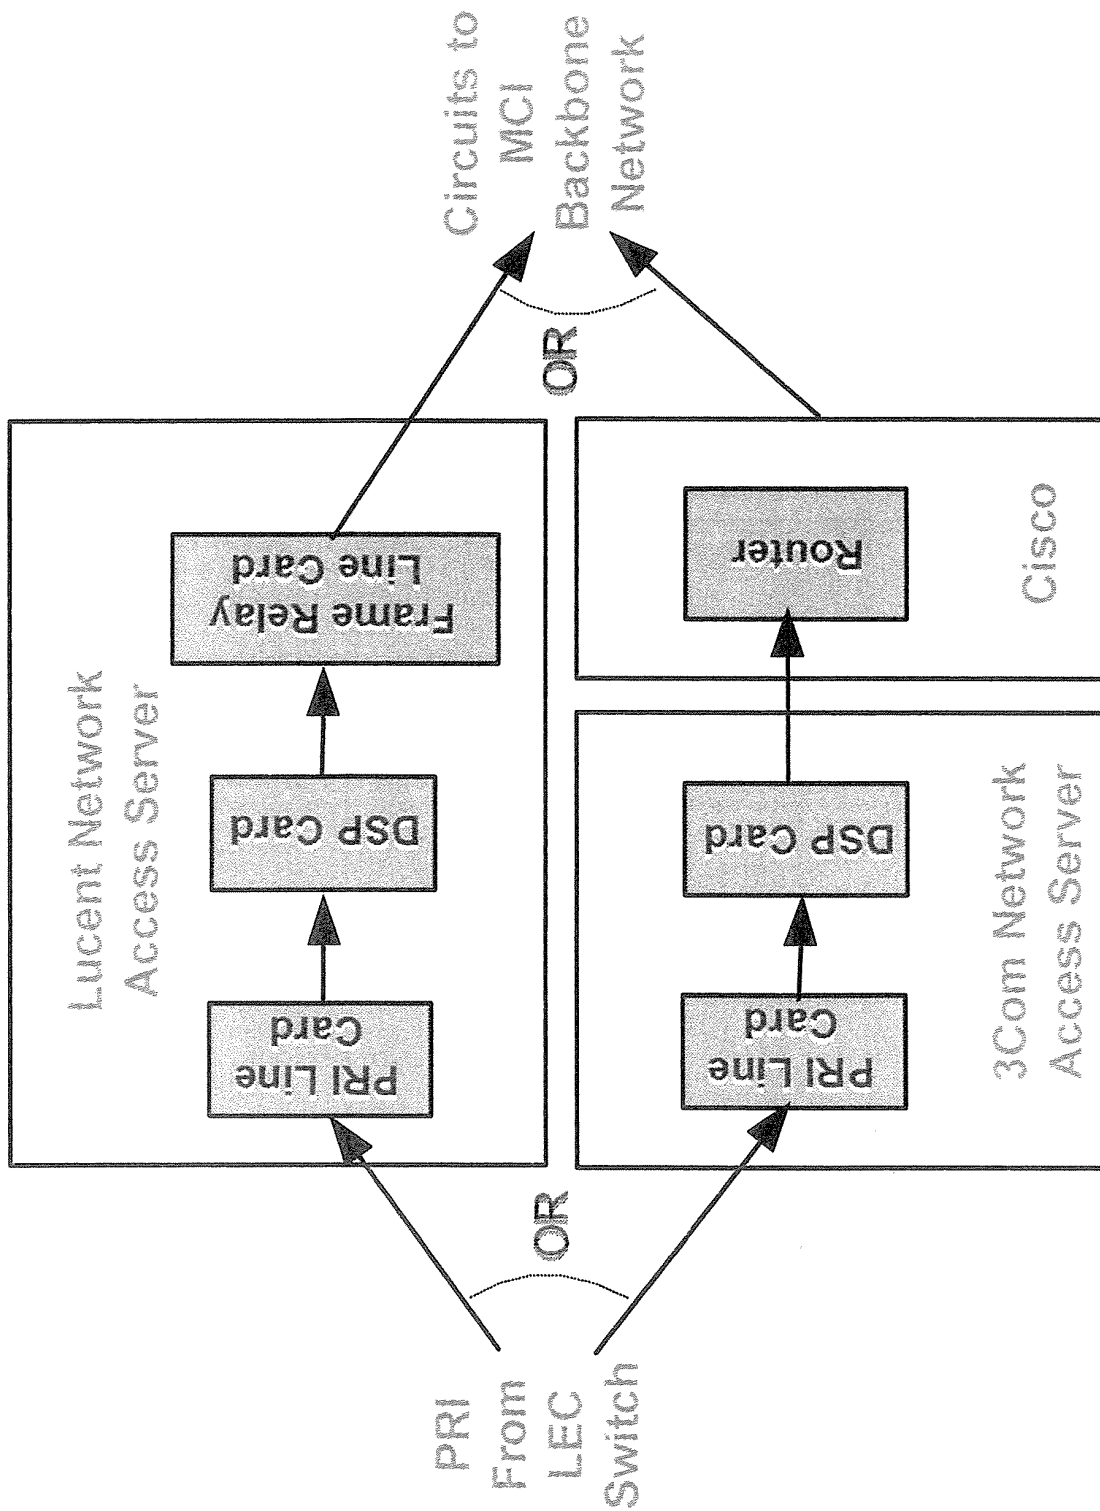 PRI
From
LEC
Switch
OR
Lucent Network
Access Server
PRI Line
Card
DSP Card
Frame Relay
Line Card
3Com Network
Access Server
PRI Line
Card
DSP Card
Cisco
Router
OR
Circuits to
MCI
Backbone
Network